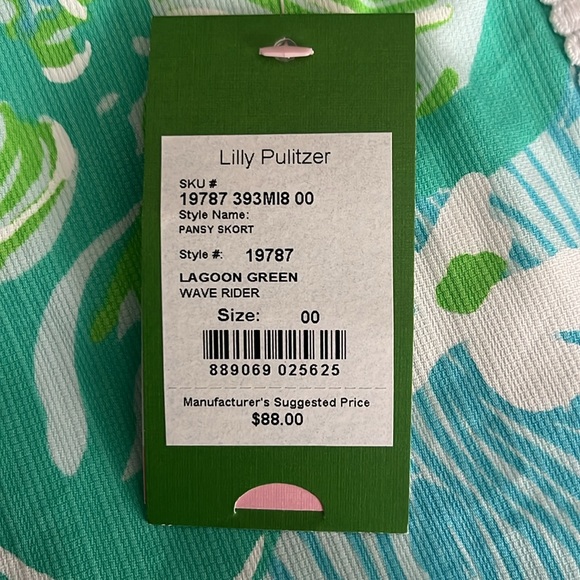 Lilly Pulitzer
SKU #
19787 393MI8 00
Style Name:
PANSY SKORT
Style #: 19787
LAGOON GREEN
WAVE RIDER
Size: 00
889069 025625
Manufacturer's Suggested Price
$88.00